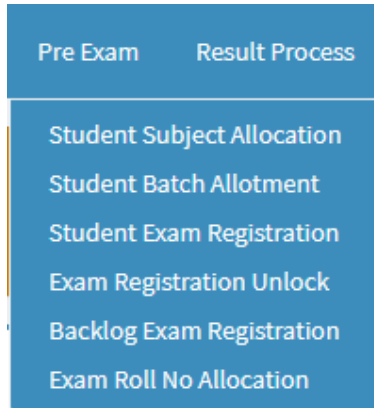 Pre Exam Result Process
Student Subject Allocation
Student Batch Allotment
Student Exam Registration
Exam Registration Unlock
Backlog Exam Registration
Exam Roll No Allocation